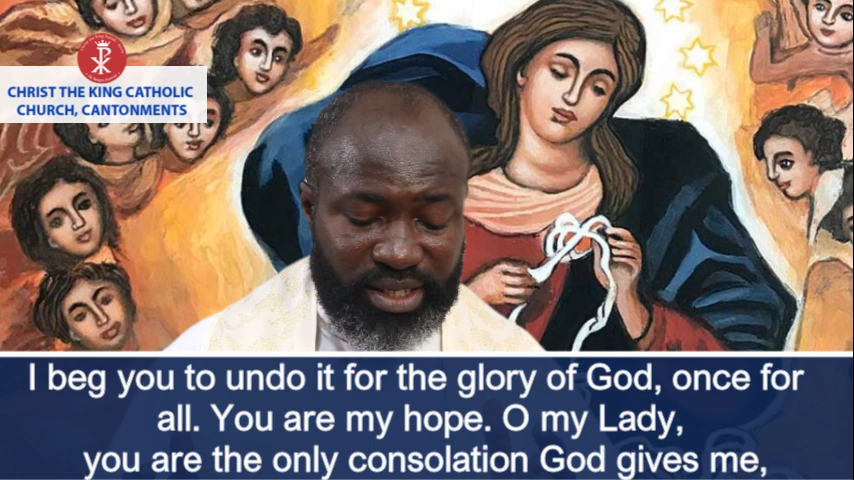 CHRIST THE KING CATHOLIC
CHURCH, CANTONMENTS
I beg you to undo it for the glory of God, once for
all. You are my hope. O my Lady,
you are the only consolation God gives me,